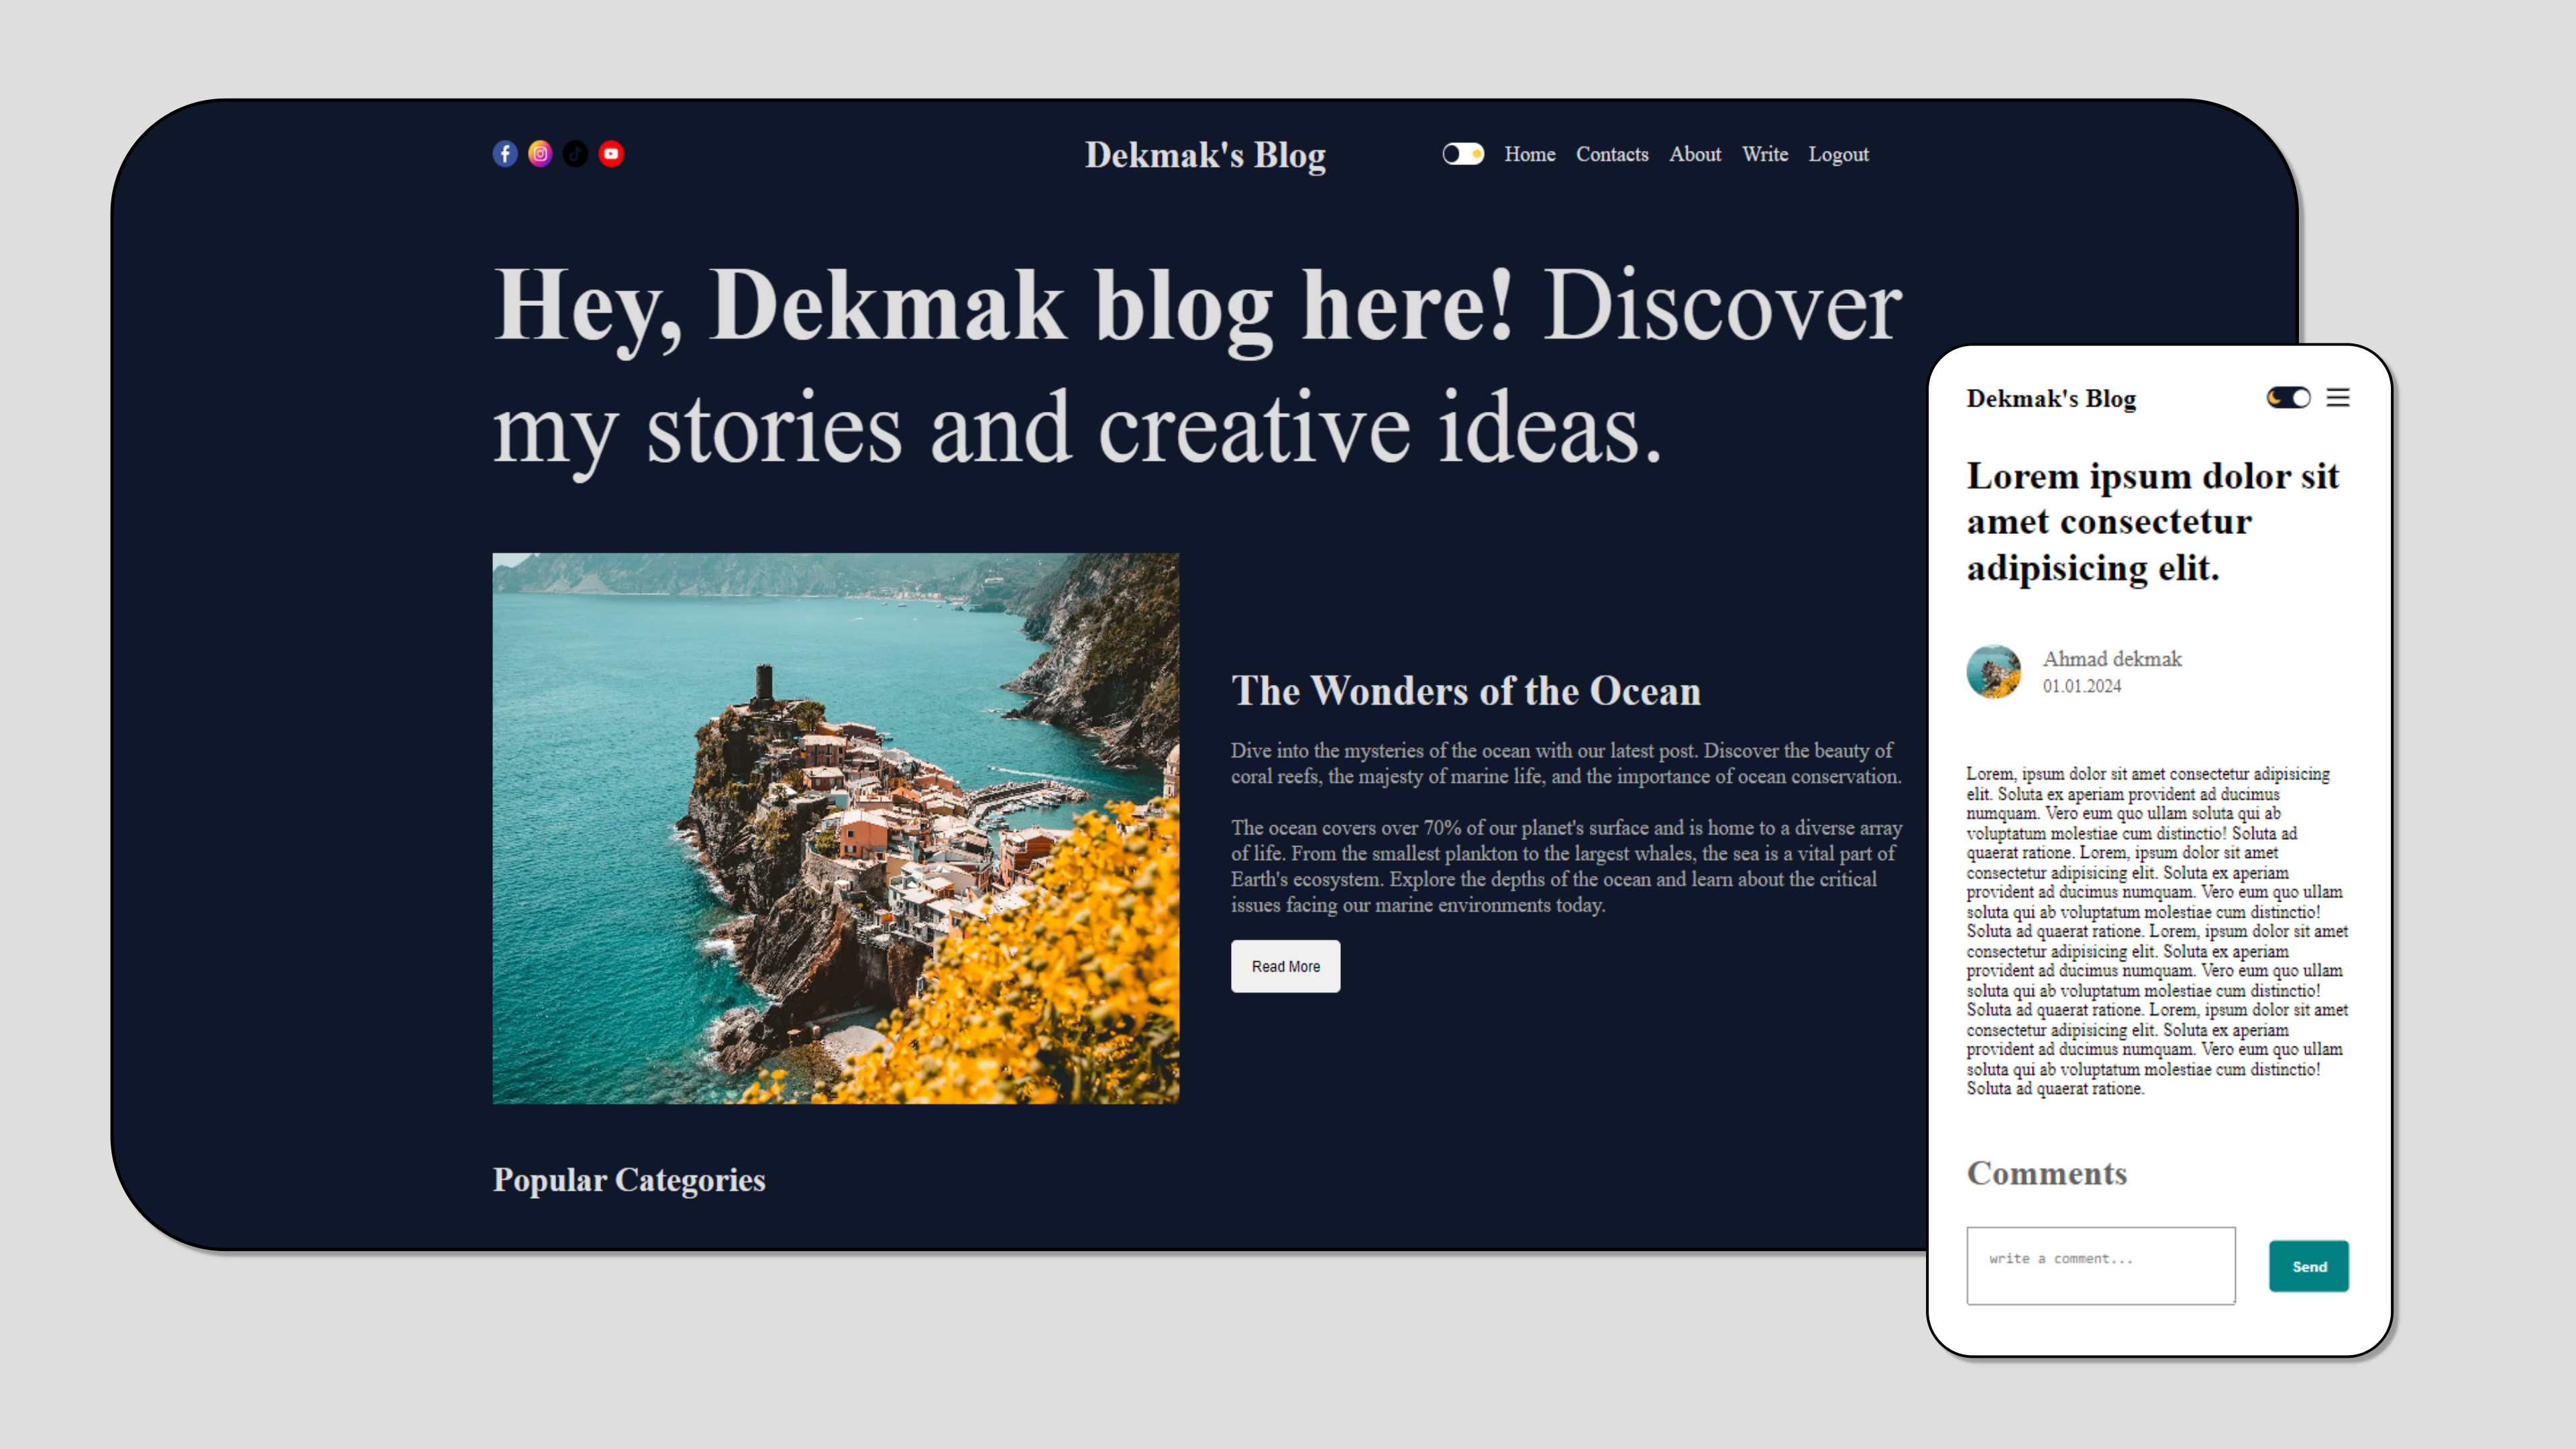 Dekmak's Blog
Home Contacts About Write Logout
Hey, Dekmak blog here! Discover
my stories and creative ideas.
The Wonders of the Ocean
Dive into the mysteries of the ocean with our latest post. Discover the beauty of
coral reefs, the majesty of marine life, and the importance of ocean conservation.
The ocean covers over 70% of our planet's surface and is home to a diverse array
of life. From the smallest plankton to the largest whales, the sea is a vital part of
Earth's ecosystem. Explore the depths of the ocean and learn about the critical
issues facing our marine environments today.
Read More
Popular Categories
Dekmak's Blog
Lorem ipsum dolor sit
amet consectetur
adipisicing elit.
Ahmad dekmak
01.01.2024
Lorem, ipsum dolor sit amet consectetur adipisicing
elit. Soluta ex aperiam provident ad ducimus
numquam. Vero eum quo ullam soluta qui ab
voluptatum molestiae cum distinctio! Soluta ad
quaerat ratione. Lorem, ipsum dolor sit amet
consectetur adipisicing elit. Soluta ex aperiam
provident ad ducimus numquam. Vero eum quo ullam
soluta qui ab voluptatum molestiae cum distinctio!
Soluta ad quaerat ratione. Lorem, ipsum dolor sit amet
consectetur adipisicing elit. Soluta ex aperiam
provident ad ducimus numquam. Vero eum quo ullam
soluta qui ab voluptatum molestiae cum distinctio!
Soluta ad quaerat ratione. Lorem, ipsum dolor sit amet
consectetur adipisicing elit. Soluta ex aperiam
provident ad ducimus numquam. Vero eum quo ullam
soluta qui ab voluptatum molestiae cum distinctio!
Soluta ad quaerat ratione.
Comments
write a comment...
Send